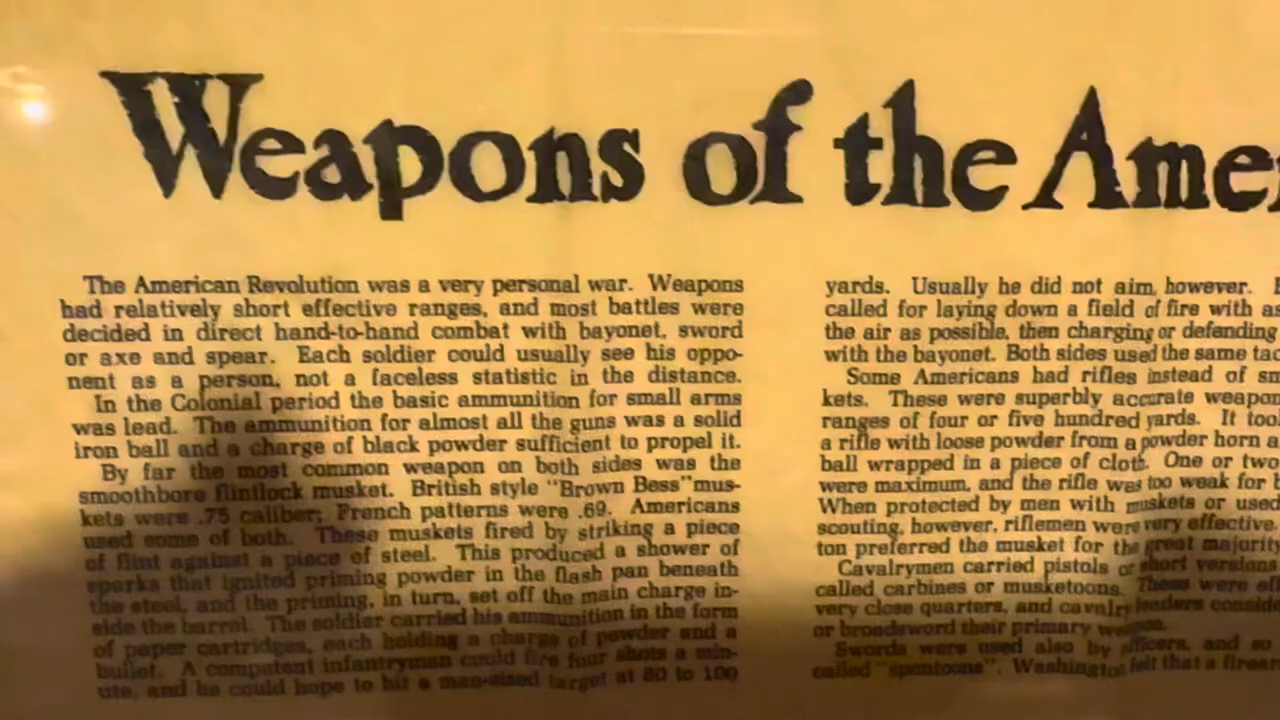 Weapons of the Amer
The American Revolution was a very personal war. Weapons
had relatively short effective ranges, and most battles were
decided in direct hand-to-hand combat with bayonet, sword
or axe and spear. Each soldier could usually see his oppo-
nent as a person, not a faceless statistic in the distance.
In the Colonial period the basic ammunition for small arms
was lead. The ammunition for almost all the guns was a solid
iron ball and a charge of black powder sufficient to propel it.
By far the most common weapon on both sides was the
smoothbore flintlock musket. British style "Brown Bess" mus-
kets were .75 caliber; French patterns were .69. Americans
used some of both. These muskets fired by striking a piece
of flint against a piece of steel. This produced a shower of
sparks that ignited priming powder in the flash pan beneath
the steel, and the priming, in turn, set off the main charge in-
side the barrel. The soldier carried his ammunition in the form
of paper cartridges, each holding a charge of powder and a
bullet. A competent infantryman could fire four shots a min-
ute, and he could hope to hit a man-sized target at 80 to 100
yards. Usually he did not aim, however.
called for laying down a field of fire with as
the air as possible, then charging or defending
with the bayonet. Both sides used the same tac
Some Americans had rifles instead of sm
kets. These were superbly accurate weapon
ranges of four or five hundred yards. It too
a rifle with loose powder from a powder horn a
ball wrapped in a piece of cloth. One or two
were maximum, and the rifle was too weak for b
When protected by men with muskets or used
scouting, however, riflemen were very effective.
ton preferred the musket for the great majority
Cavalrymen carried pistols or short versions
called carbines or musketoons. These were eff
very close quarters, and cavalry leaders consid
or broadsword their primary weapon.
Swords were used also by officers, and so
called "spontoons". Washington felt that a firear